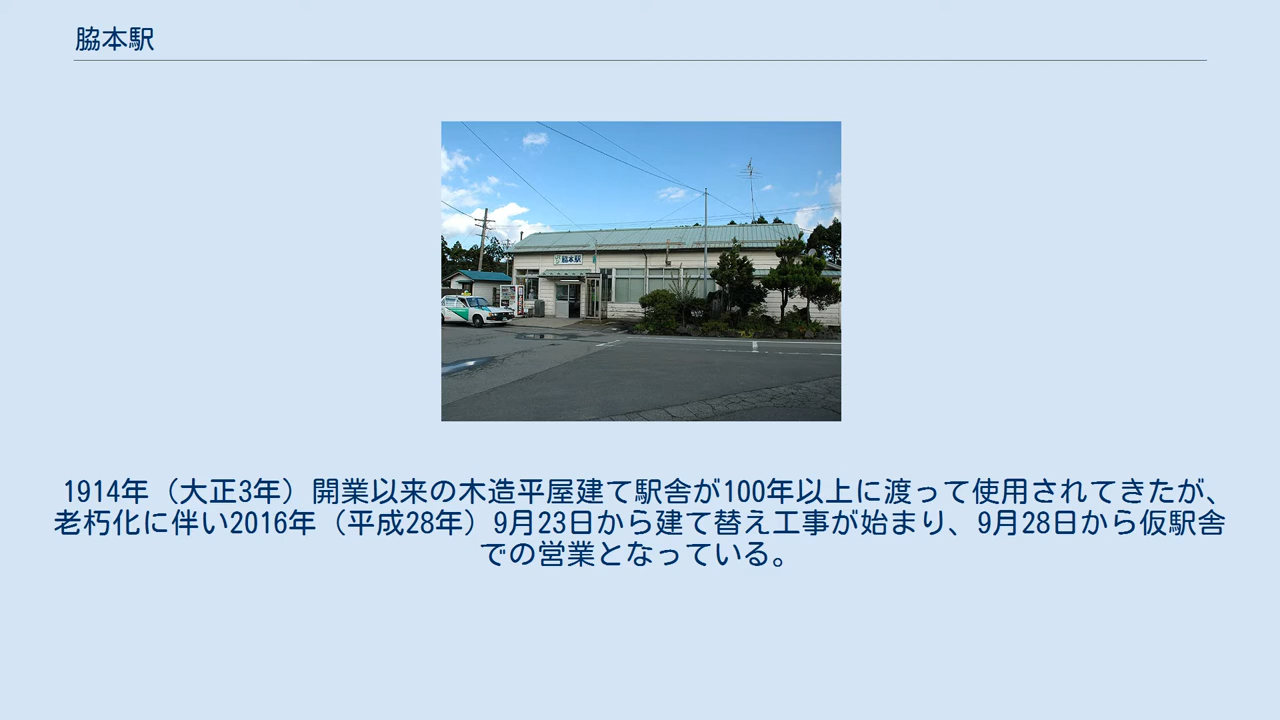 脇本駅
脇本駅
1914年（大正3年）開業以来の木造平屋建て駅舎が100年以上に渡って使用されてきたが、
老朽化に伴い2016年（平成28年）9月23日から建て替え工事が始まり、9月28日から仮駅舎
での営業となっている。